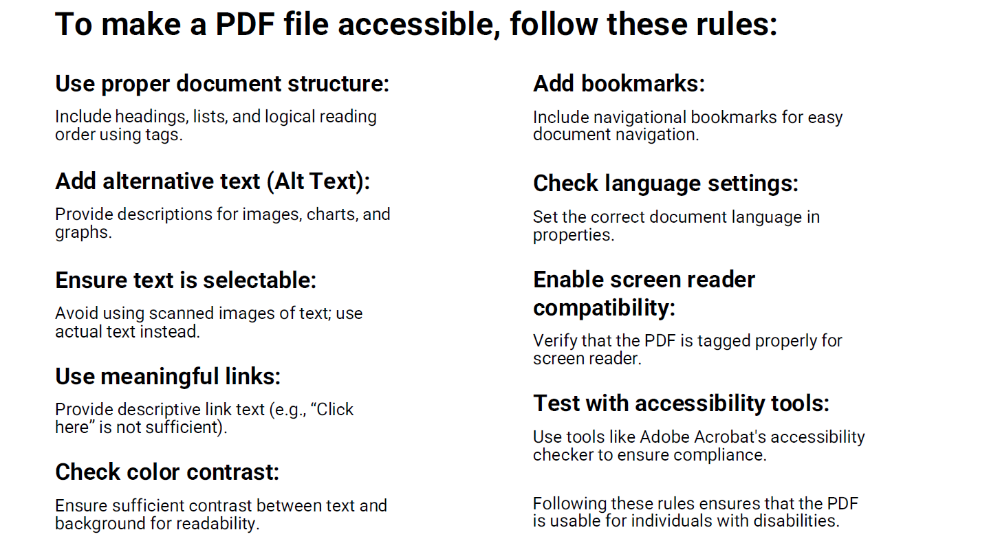 To make a PDF file accessible, follow these rules:
Use proper document structure:
Include headings, lists, and logical reading
order using tags.
Add alternative text (Alt Text):
Provide descriptions for images, charts, and
graphs.
Ensure text is selectable:
Avoid using scanned images of text; use
actual text instead.
Use meaningful links:
Provide descriptive link text (e.g., “Click
here” is not sufficient).
Check color contrast:
Ensure sufficient contrast between text and
background for readability.
Add bookmarks:
Include navigational bookmarks for easy
document navigation.
Check language settings:
Set the correct document language in
properties.
Enable screen reader
compatibility:
Verify that the PDF is tagged properly for
screen reader.
Test with accessibility tools:
Use tools like Adobe Acrobat's accessibility
checker to ensure compliance.
Following these rules ensures that the PDF
is usable for individuals with disabilities.